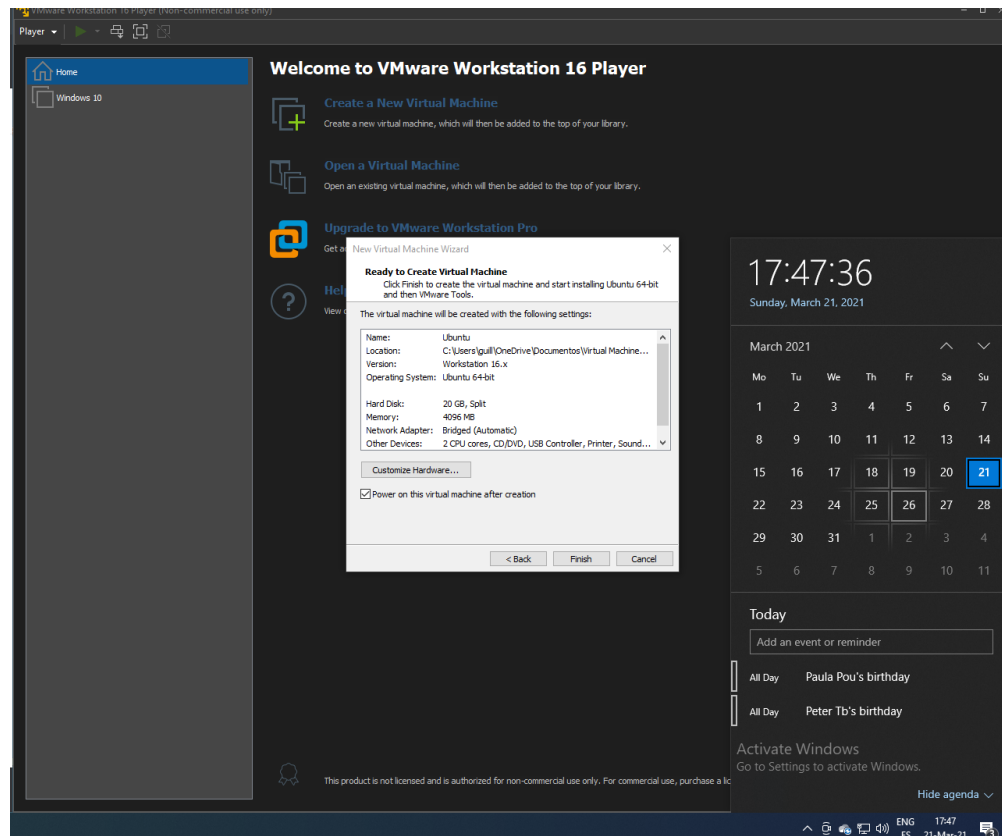 VMware Workstation 16 Player (Non-commercial use only)
Player
Home
Windows 10
Welcome to VMware Workstation 16 Player
Create a New Virtual Machine
Create a new virtual machine, which will then be added to the top of your library.
Open a Virtual Machine
Open an existing virtual machine, which will then be added to the top of your library.
Upgrade to VMware Workstation Pro
Get
Help
View
New Virtual Machine Wizard
Ready to Create Virtual Machine
Click Finish to create the virtual machine and start installing Ubuntu 64-bit
and then VMware Tools.
The virtual machine will be created with the following settings:
Name: Ubuntu
Location: C:\Users\guill\OneDrive\Documentos\Virtual Machine...
Version: Workstation 16.x
Operating System: Ubuntu 64-bit
Hard Disk: 20 GB, Split
Memory: 4096 MB
Network Adapter: Bridged (Automatic)
Other Devices: 2 CPU cores, CD/DVD, USB Controller, Printer, Sound...
Customize Hardware...
Power on this virtual machine after creation
< Back Finish Cancel
This product is not licensed and is authorized for non-commercial use only. For commercial use, purchase a lic
17:47:36
Sunday, March 21, 2021
March 2021
Mo Tu We Th Fr Sa Su
1 2 3 4 5 6 7
8 9 10 11 12 13 14
15 16 17 18 19 20 21
22 23 24 25 26 27 28
29 30 31 1 2 3 4
5 6 7 8 9 10 11
Today
Add an event or reminder
All Day Paula Pou's birthday
All Day Peter Tb's birthday
Activate Windows
Go to Settings to activate Windows.
Hide agenda
ENG 17:47
ES 21-Mar-21